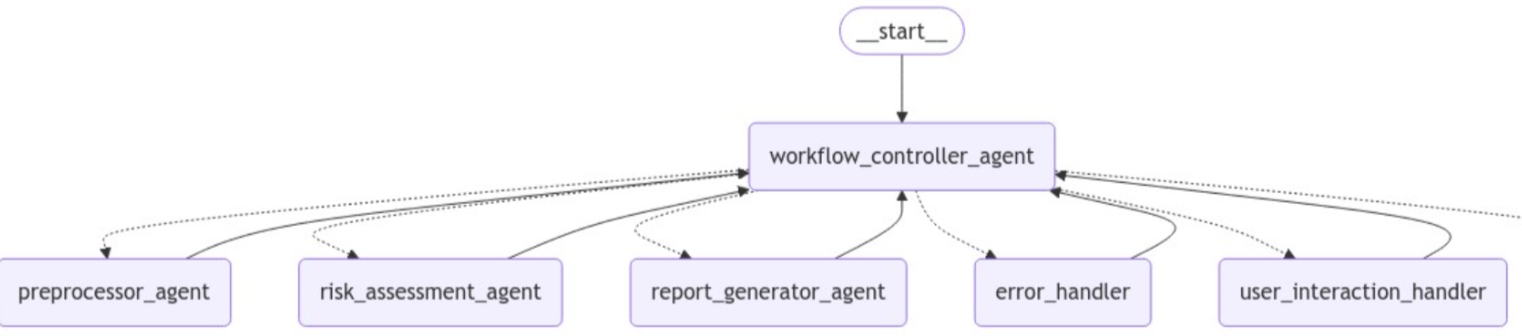 __start__
workflow_controller_agent
preprocessor_agent
risk_assessment_agent
report_generator_agent
error_handler
user_interaction_handler